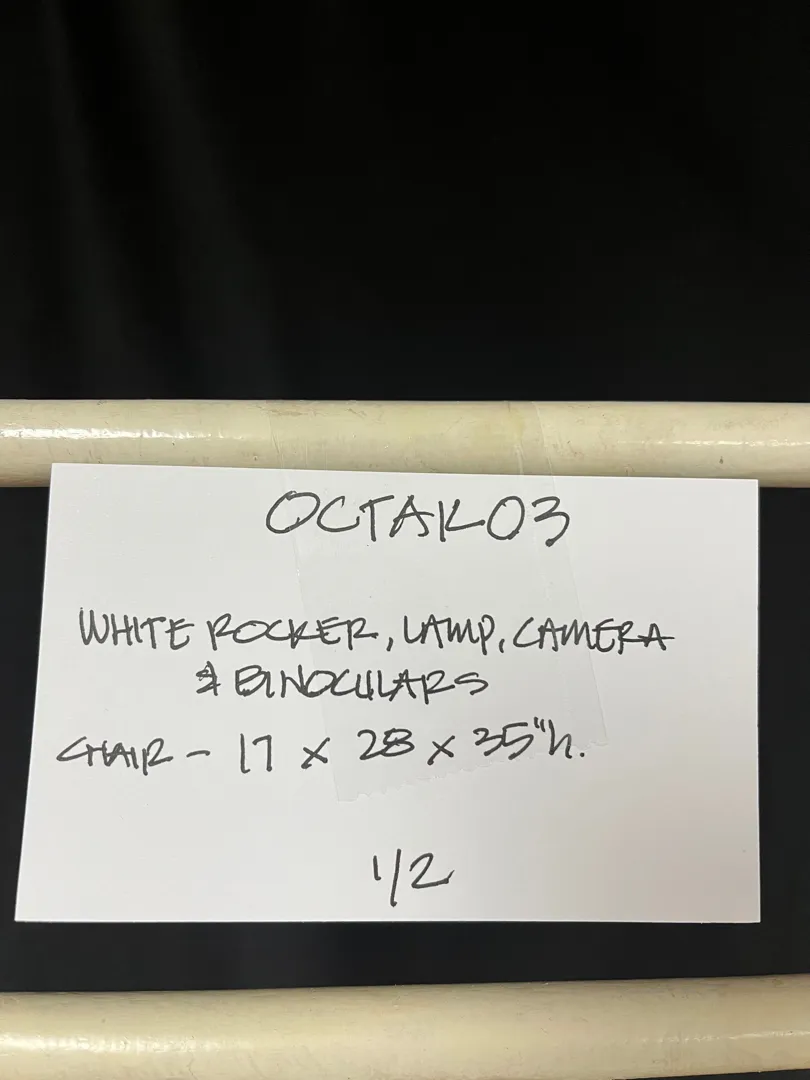 OCTAK03
WHITE ROCKER, LAMP, CAMERA
& BINOCULARS
CHAIR – 17 x 28 x 35"h.
1/2